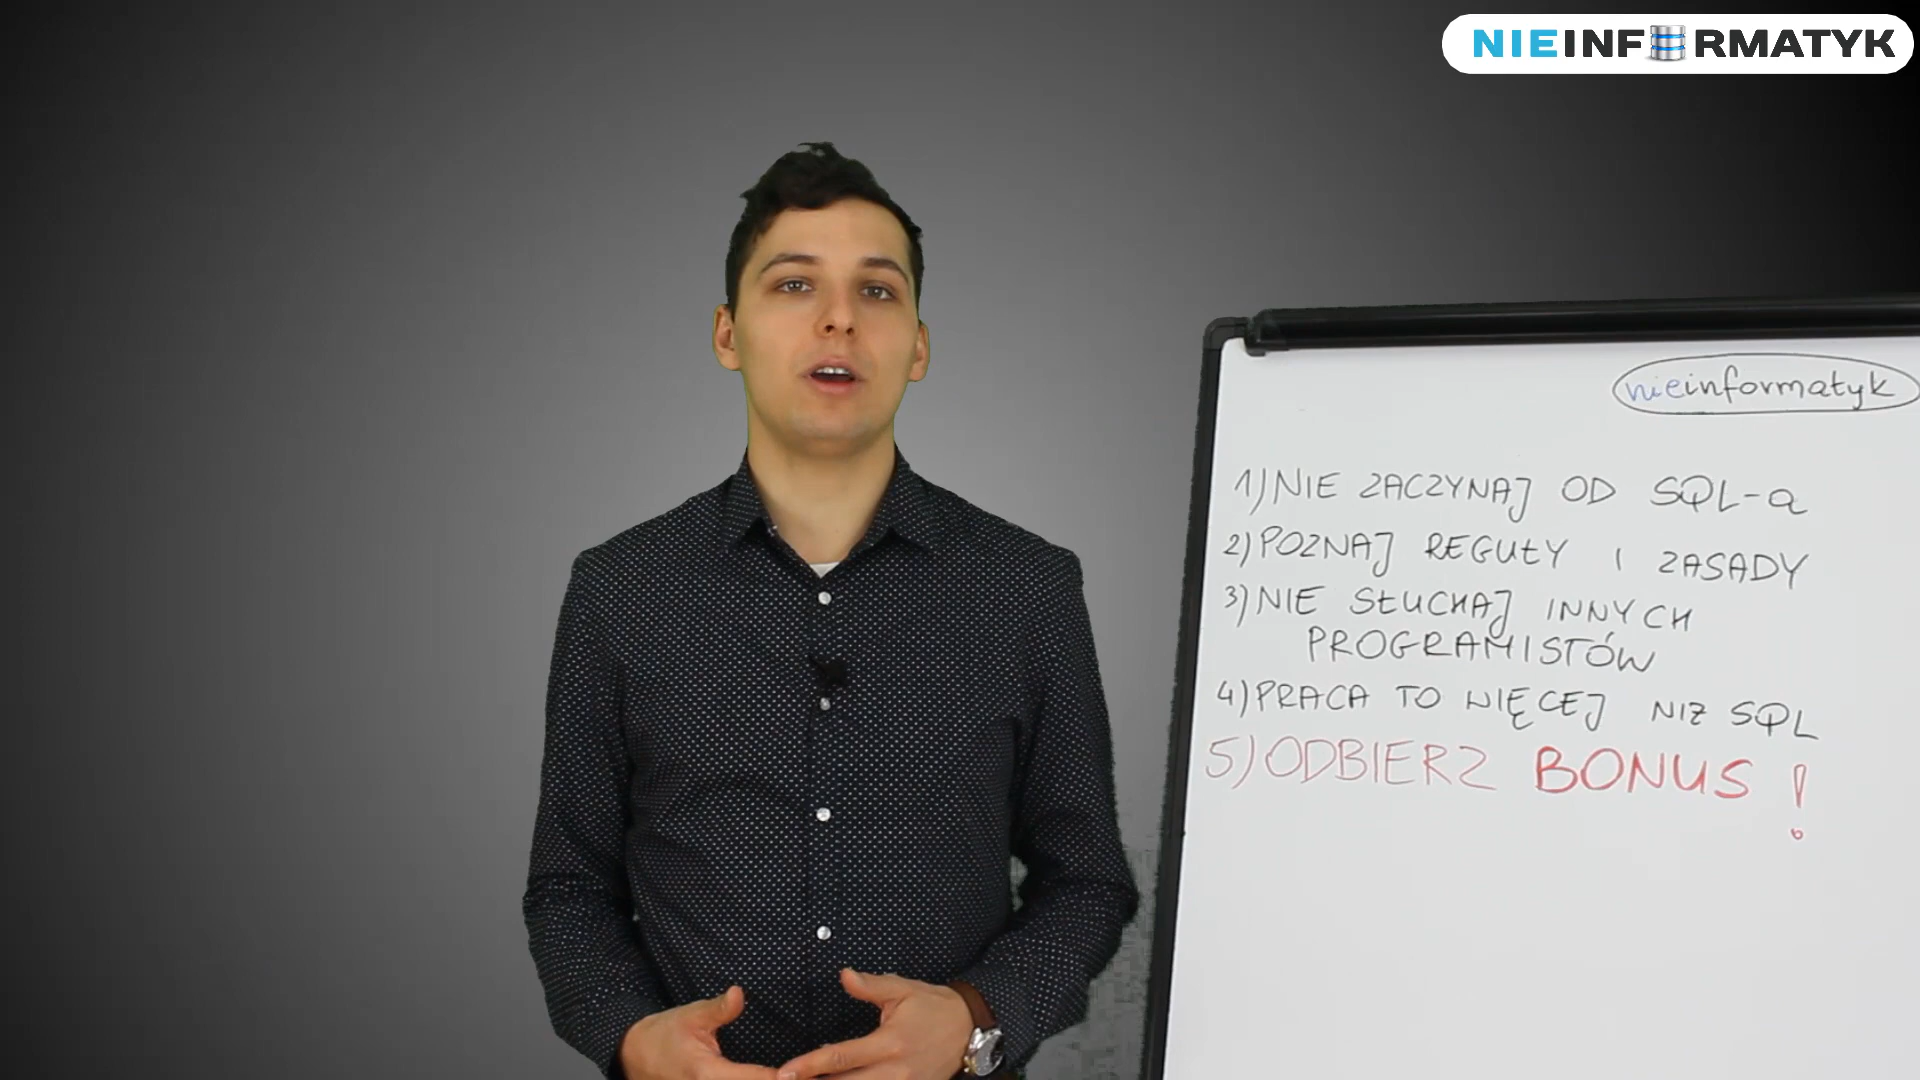 NIEINFORMATYK
nieinformatyk
1) NIE ZACZYNAJ OD SQL-a
2) POZNAJ REGUŁY I ZASADY
3) NIE SŁUCHAJ INNYCH
PROGRAMISTÓW
4) PRACA TO WIĘCEJ NIŻ SQL
5) ODBIERZ BONUS!